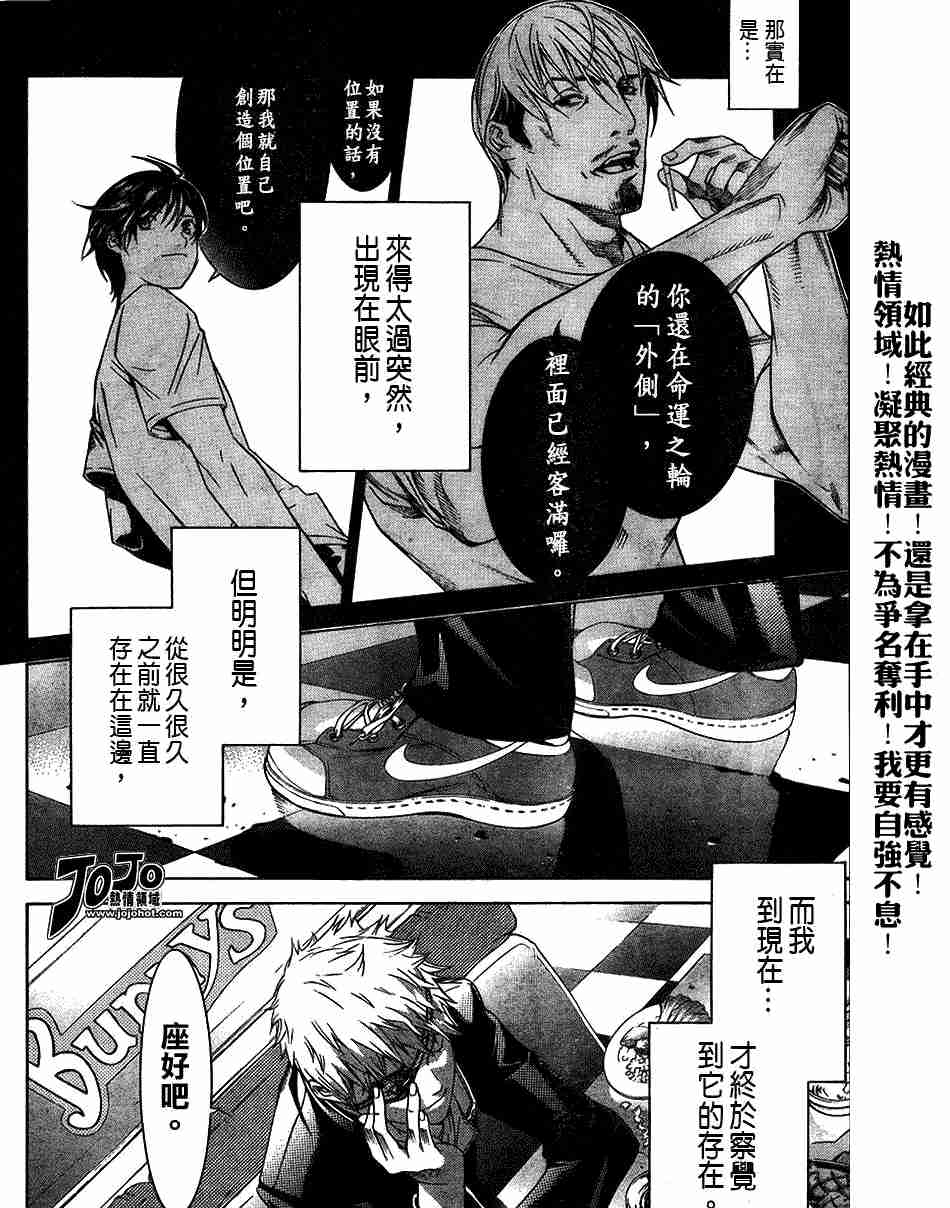 那實在
是…
你還在命運之輪
的「外側」，
裡面已經客滿囉。
如果沒有
位置的話，
那我就自己
創造個位置吧。
來得太過突然，
出現在眼前，
但明明是，
從很久很久
之前就一直
存在在這邊，
而我
到現在…
才終於察覺
到它的存在。
Bunnys
座好吧。
JOJO
熱情領域
www.jojohot.com
如此經典的漫畫！還是拿在手中才更有感覺！
熱情領域！凝聚熱情！不為爭名奪利！我要自強不息！